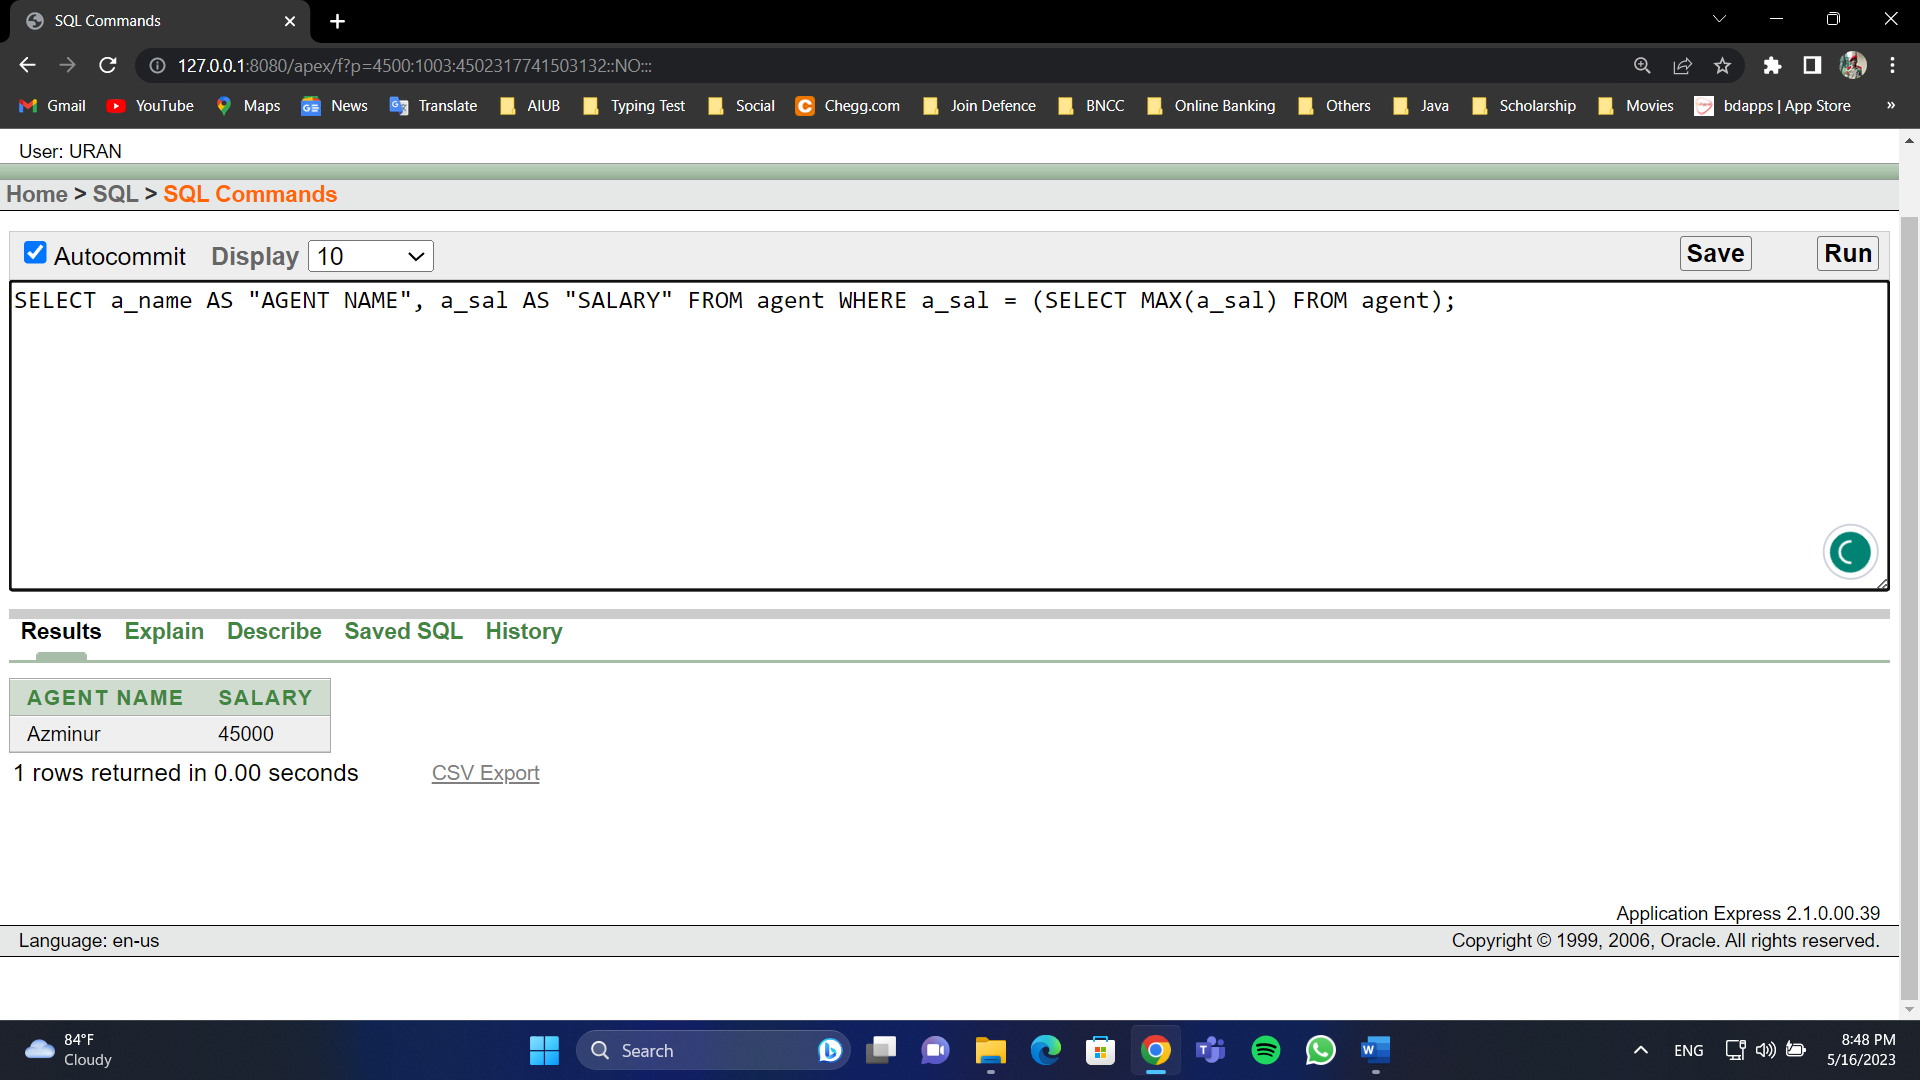 SQL Commands
127.0.0.1:8080/apex/f?p=4500:1003:4502317741503132::NO:::
Gmail YouTube Maps News Translate AIUB Typing Test Social Chegg.com Join Defence BNCC Online Banking Others Java Scholarship Movies bdapps | App Store »
User: URAN
Home > SQL > SQL Commands
Autocommit Display 10 Save Run
SELECT a_name AS "AGENT NAME", a_sal AS "SALARY" FROM agent WHERE a_sal = (SELECT MAX(a_sal) FROM agent);
Results Explain Describe Saved SQL History
AGENT NAME SALARY
Azminur 45000
1 rows returned in 0.00 seconds CSV Export
Application Express 2.1.0.00.39
Language: en-us Copyright © 1999, 2006, Oracle. All rights reserved.
84°F
Cloudy
Search
ENG
8:48 PM
5/16/2023